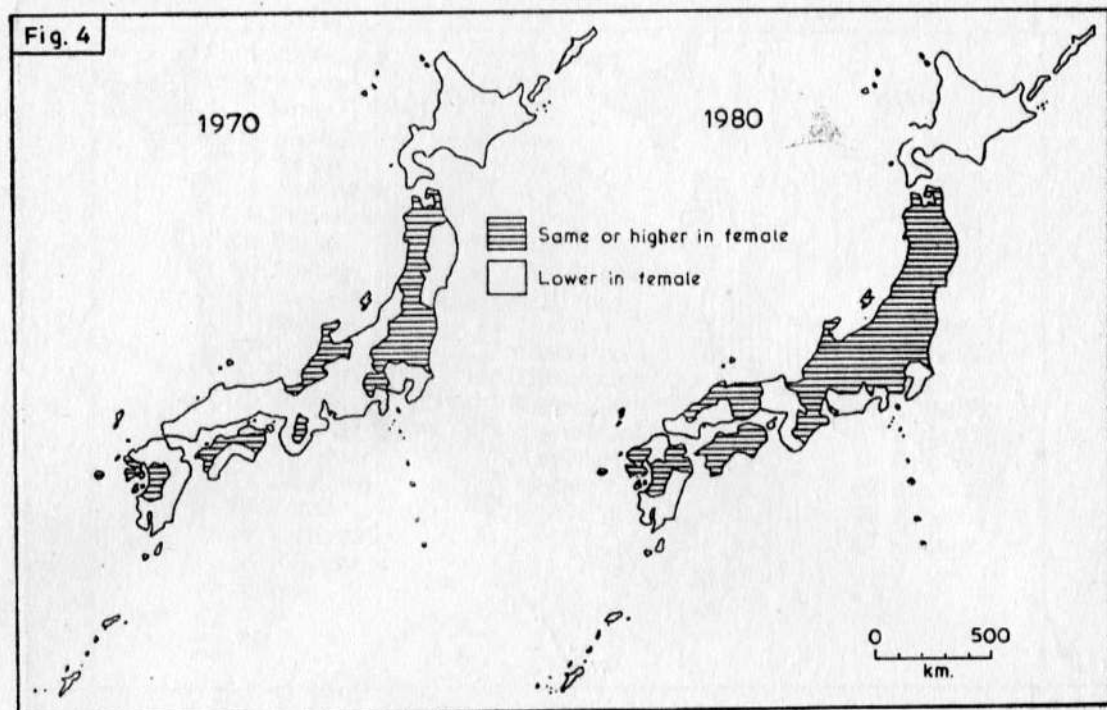 Fig. 4
1970
1980
Same or higher in female
Lower in female
0 500
km.